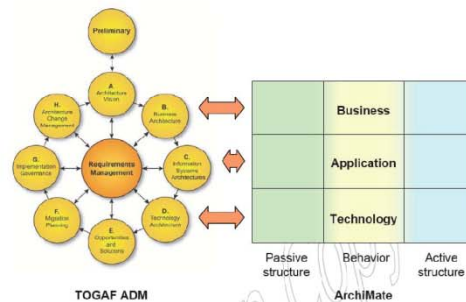 Preliminary
A.
Architecture
Vision
H.
Architecture
Change
Management
B.
Business
Architecture
G.
Implementation
Governance
Requirements
Management
C.
Information
Systems
Architectures
F.
Migration
Planning
D.
Technology
Architecture
E.
Opportunities
and
Solutions
TOGAF ADM
Business
Application
Technology
Passive
structure
Behavior
Active
structure
ArchiMate